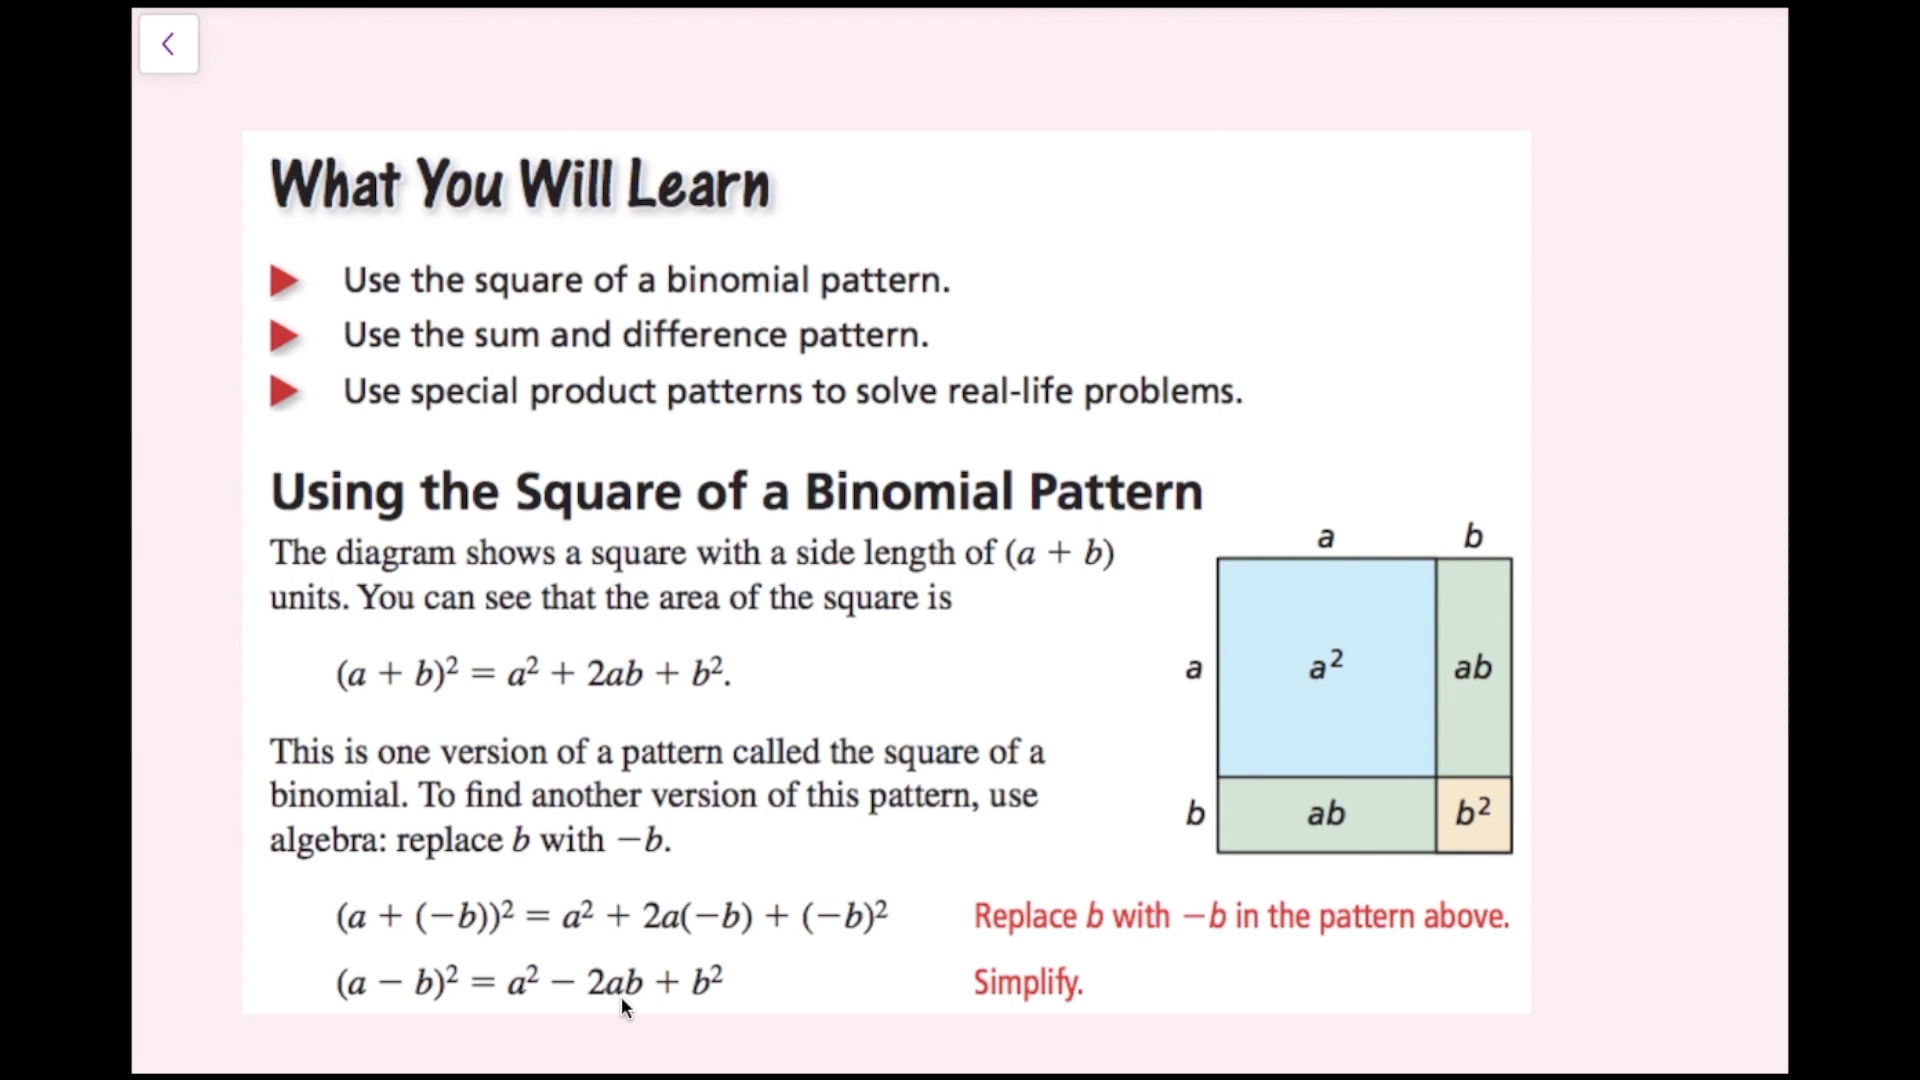 What You Will Learn
Use the square of a binomial pattern.
Use the sum and difference pattern.
Use special product patterns to solve real-life problems.
Using the Square of a Binomial Pattern
The diagram shows a square with a side length of (a + b)
units. You can see that the area of the square is
(a + b)² = a² + 2ab + b².
This is one version of a pattern called the square of a
binomial. To find another version of this pattern, use
algebra: replace b with −b.
(a + (−b))² = a² + 2a(−b) + (−b)² Replace b with −b in the pattern above.
(a − b)² = a² − 2ab + b² Simplify.
a b
a a² ab
b ab b²